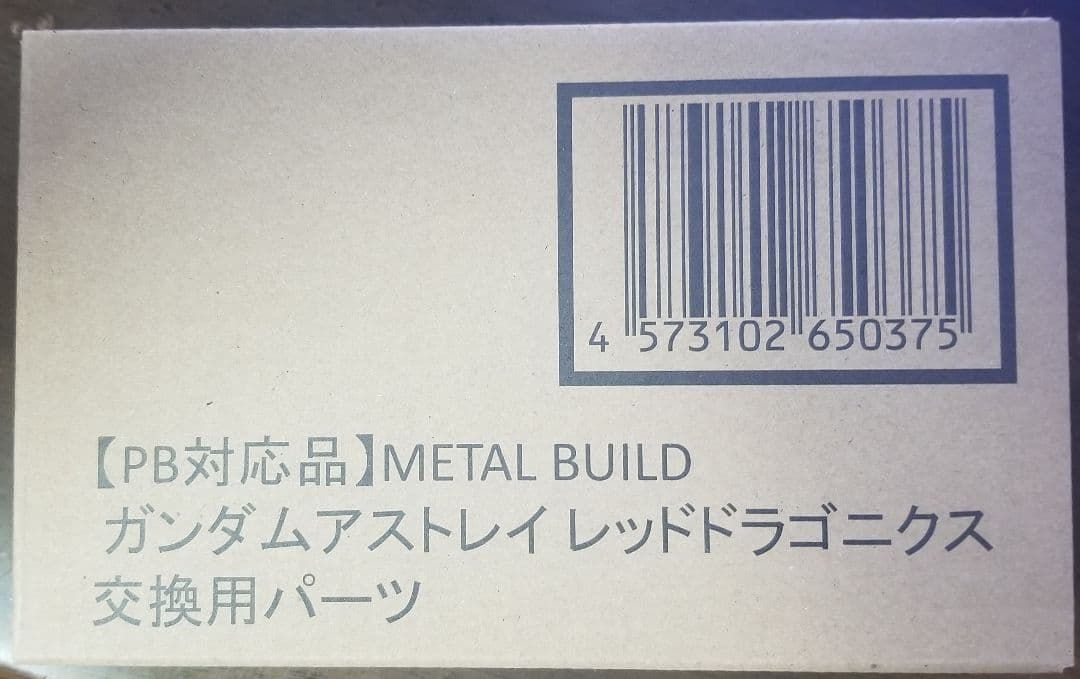 4 573102 650375
【PB対応品】METAL BUILD
ガンダムアストレイ レッドドラゴニクス
交換用パーツ